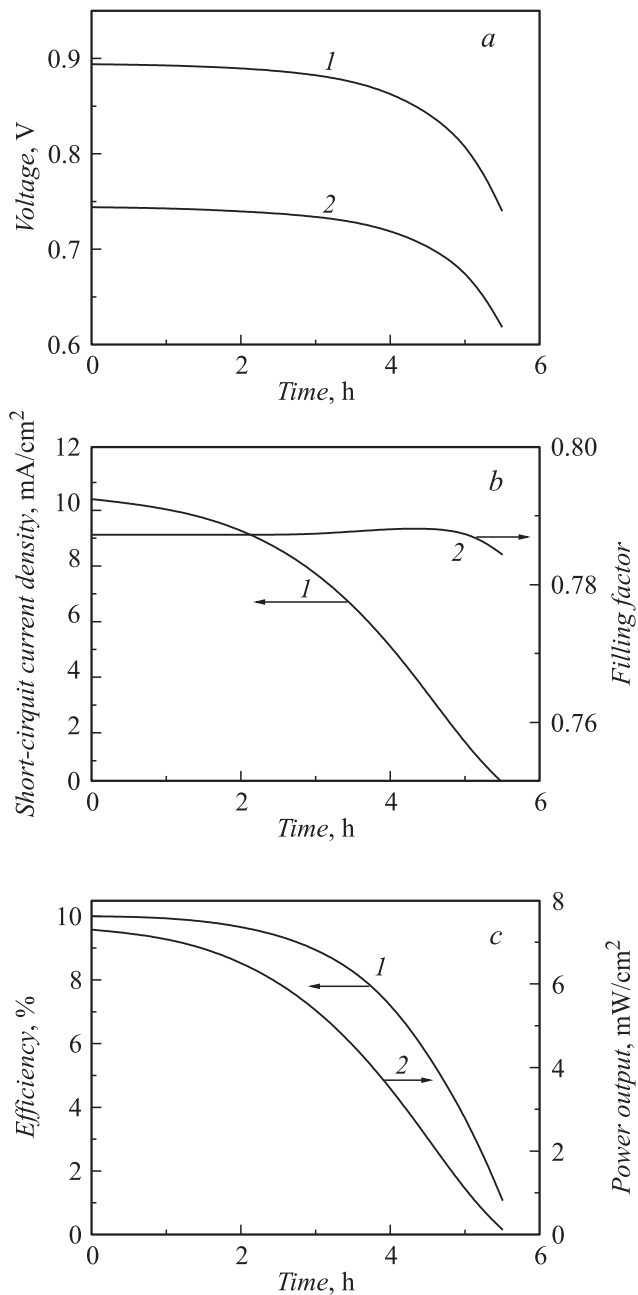 a
1
2
0.9
0.8
0.7
0.6
Voltage, V
0 2 4 6
Time, h
b
12
10
8
6
4
2
0
Short-cirquit current density, mA/cm²
1
2
0.80
0.78
0.76
Filling factor
0 2 4 6
Time, h
c
10
8
6
4
2
0
Efficiency, %
1
2
8
6
4
2
0
Power output, mW/cm²
0 2 4 6
Time, h